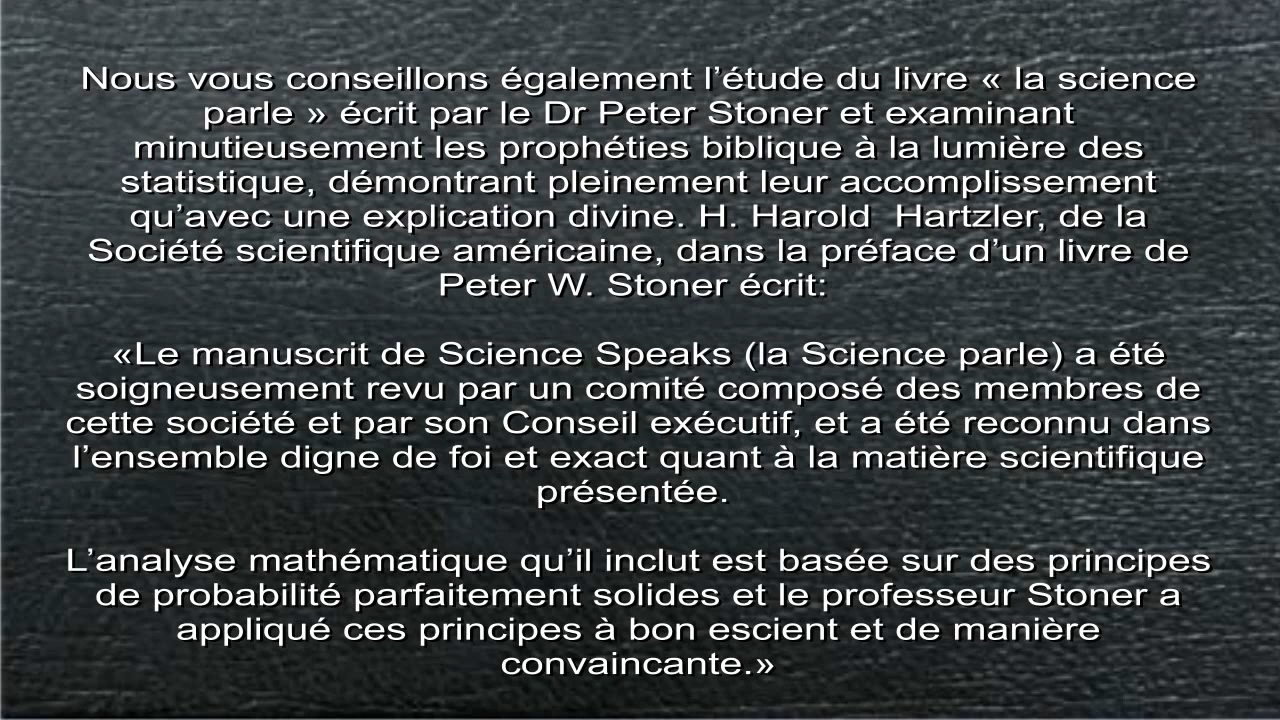 Nous vous conseillons également l’étude du livre « la science
parle » écrit par le Dr Peter Stoner et examinant
minutieusement les prophéties biblique à la lumière des
statistique, démontrant pleinement leur accomplissement
qu’avec une explication divine. H. Harold  Hartzler, de la
Société scientifique américaine, dans la préface d’un livre de
Peter W. Stoner écrit:
«Le manuscrit de Science Speaks (la Science parle) a été
soigneusement revu par un comité composé des membres de
cette société et par son Conseil exécutif, et a été reconnu dans
l’ensemble digne de foi et exact quant à la matière scientifique
présentée.
L’analyse mathématique qu’il inclut est basée sur des principes
de probabilité parfaitement solides et le professeur Stoner a
appliqué ces principes à bon escient et de manière
convaincante.»